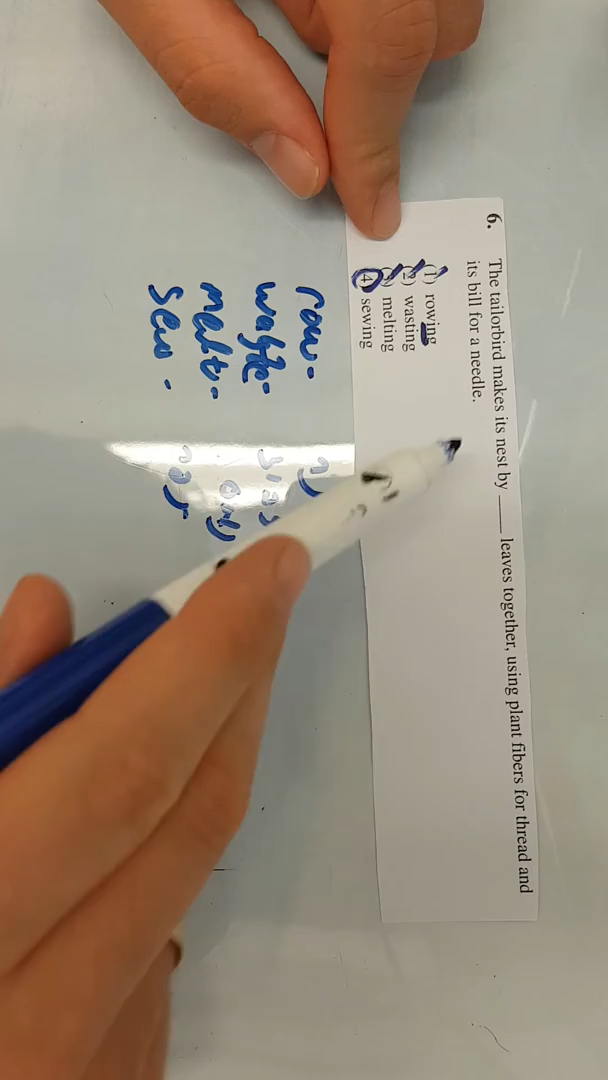 6. The tailorbird makes its nest by _____ leaves together, using plant fibers for thread and
its bill for a needle.
(1) rowing
(2) wasting
(3) melting
(4) sewing
row-
waste-
melt-
sew -